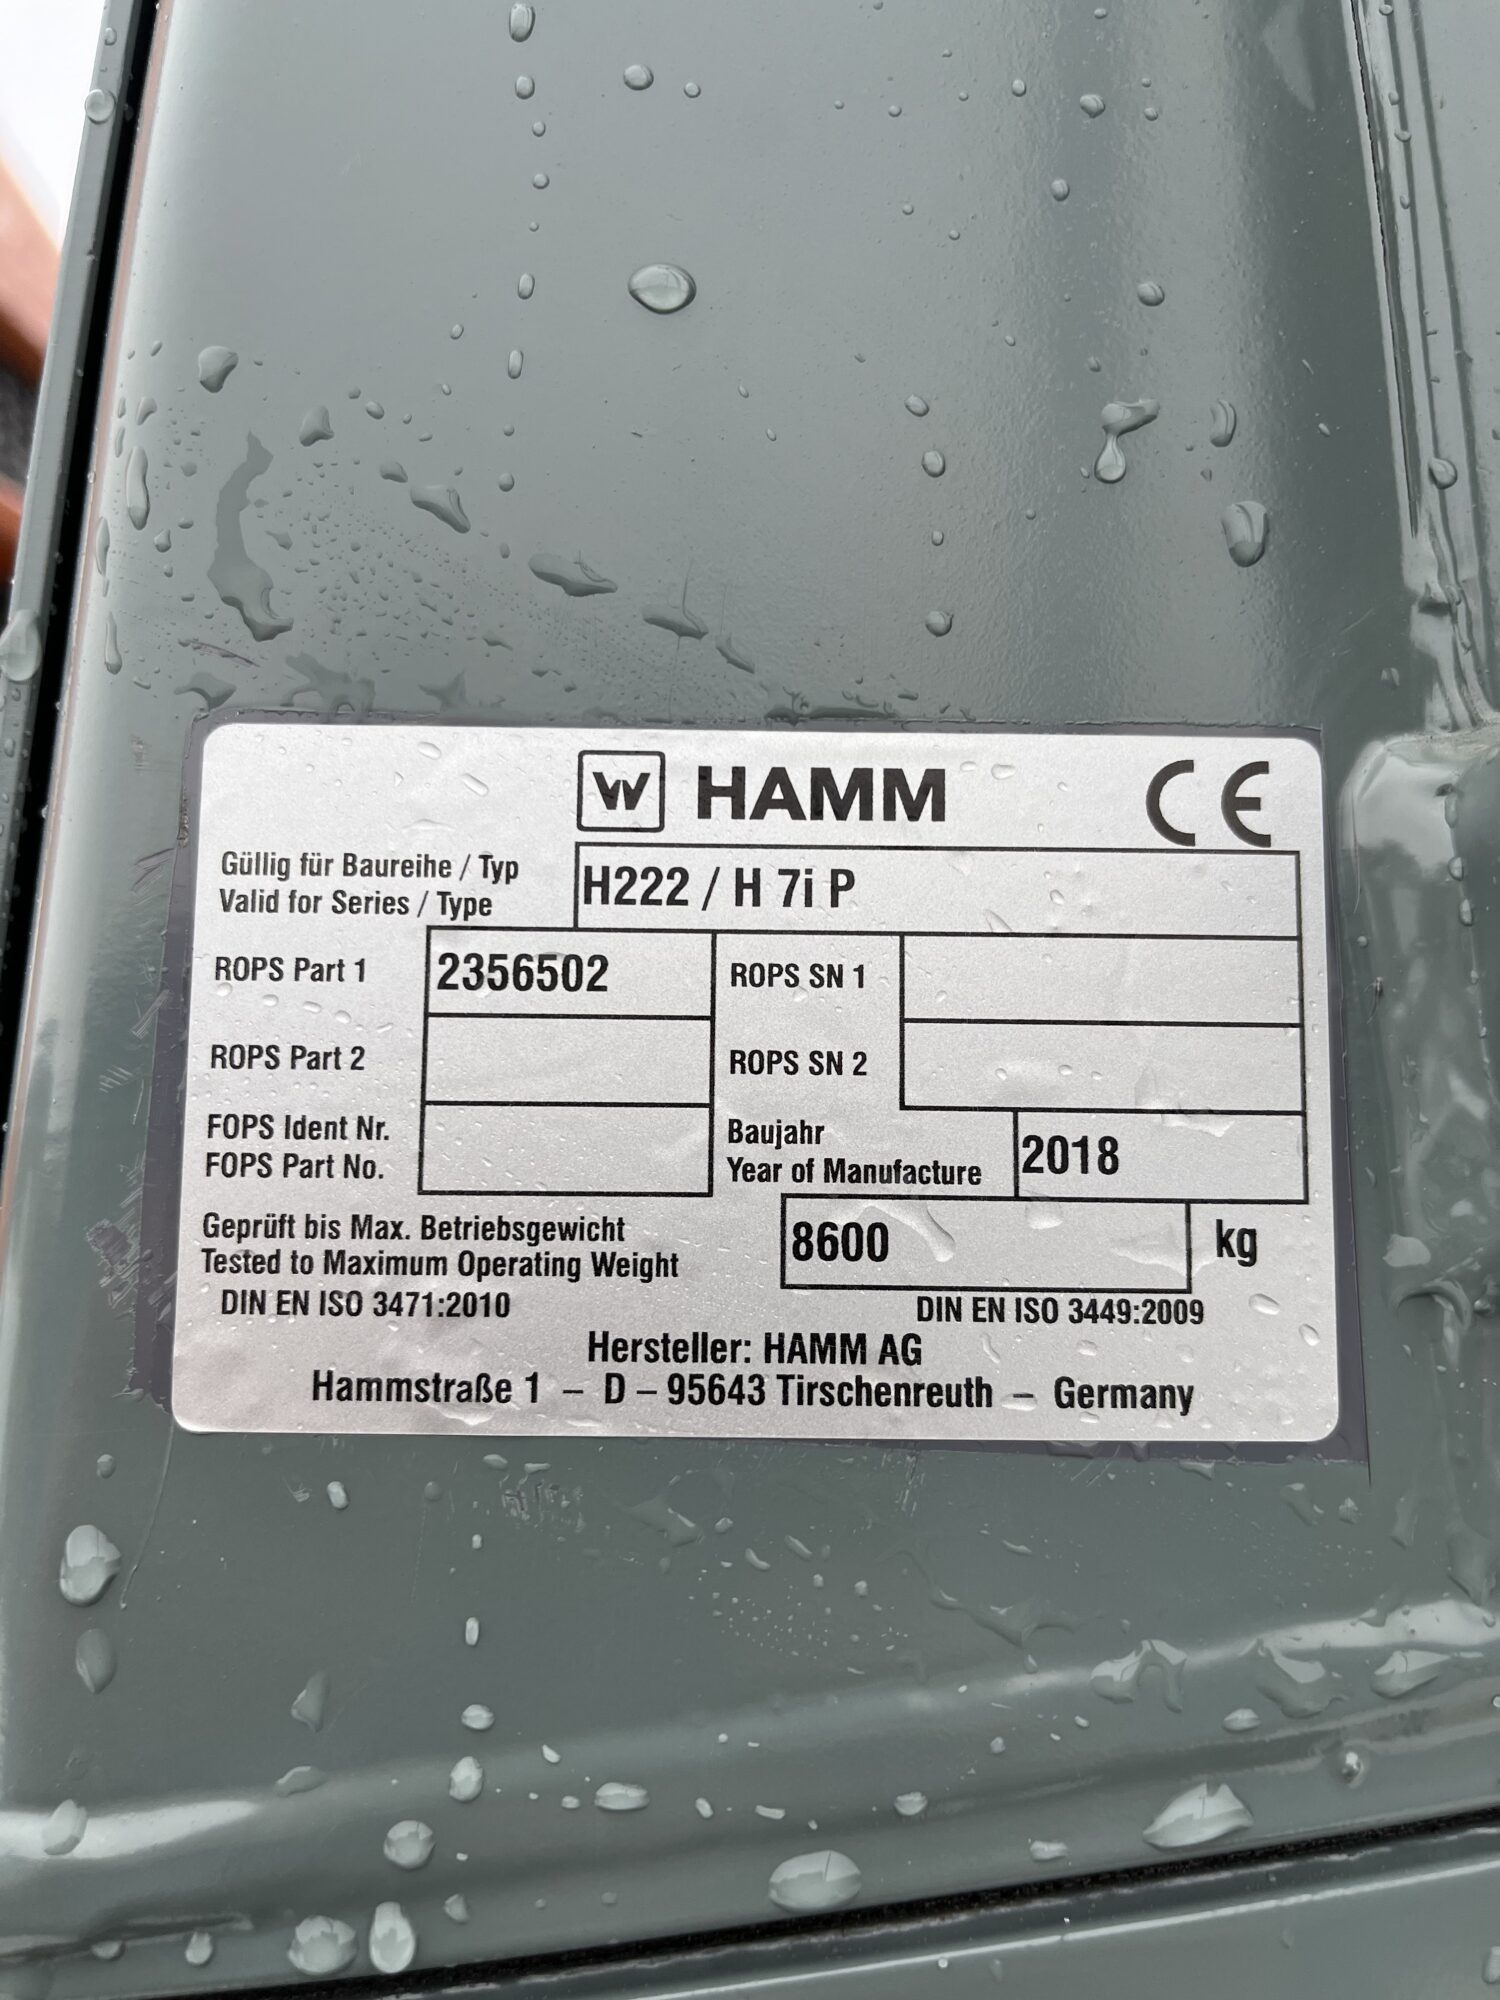 W HAMM CE
Güllig für Baureihe / Typ
Valid for Series / Type
H222 / H 7i P
ROPS Part 1 2356502 ROPS SN 1
ROPS Part 2 ROPS SN 2
FOPS Ident Nr.
FOPS Part No.
Baujahr
Year of Manufacture 2018
Geprüft bis Max. Betriebsgewicht
Tested to Maximum Operating Weight
8600 kg
DIN EN ISO 3471:2010 DIN EN ISO 3449:2009
Hersteller: HAMM AG
Hammstraße 1 – D – 95643 Tirschenreuth – Germany